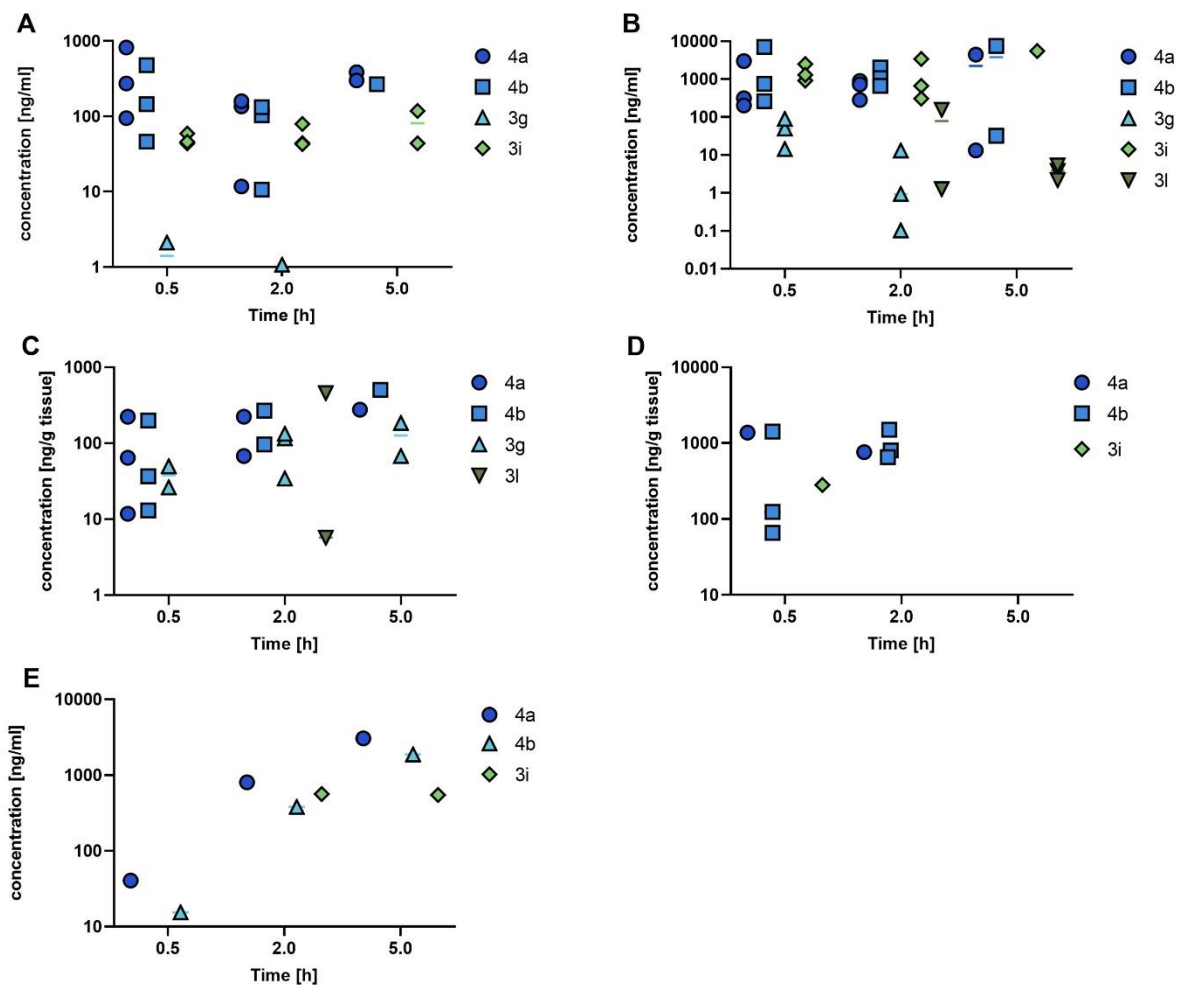 A
concentration [ng/ml]
1000
100
10
1
0.5
2.0
5.0
Time [h]
4a
4b
3g
3i
B
concentration [ng/ml]
10000
1000
100
10
1
0.1
0.01
0.5
2.0
5.0
Time [h]
4a
4b
3g
3i
3l
C
concentration [ng/g tissue]
1000
100
10
1
0.5
2.0
5.0
Time [h]
4a
4b
3g
3l
D
concentration [ng/g tissue]
10000
1000
100
10
0.5
2.0
5.0
Time [h]
4a
4b
3i
E
concentration [ng/ml]
10000
1000
100
10
0.5
2.0
5.0
Time [h]
4a
4b
3i